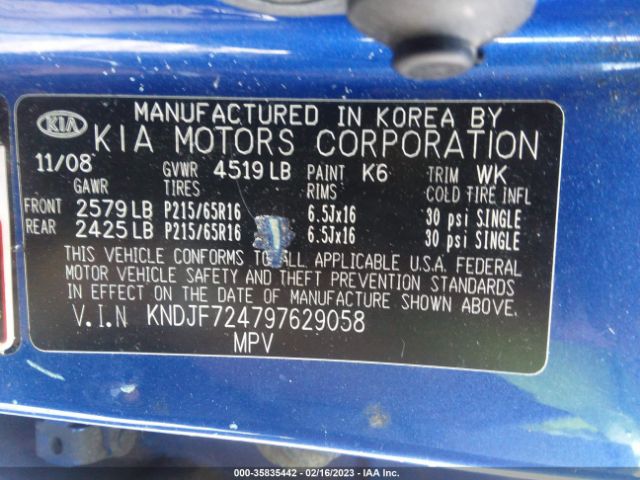 KIA
MANUFACTURED IN KOREA BY
KIA MOTORS CORPORATION
11/08 GVWR 4519 LB PAINT K6 TRIM WK
GAWR TIRES RIMS COLD TIRE INFL
FRONT 2579 LB P215/65R16 6.5Jx16 30 psi SINGLE
REAR 2425 LB P215/65R16 6.5Jx16 30 psi SINGLE
THIS VEHICLE CONFORMS TO ALL APPLICABLE U.S.A. FEDERAL
MOTOR VEHICLE SAFETY AND THEFT PREVENTION STANDARDS
IN EFFECT ON THE DATE OF MANUFACTURE SHOWN ABOVE.
V.I.N KNDJF724797629058
MPV
000-35835442 - 02/16/2023 - IAA Inc.